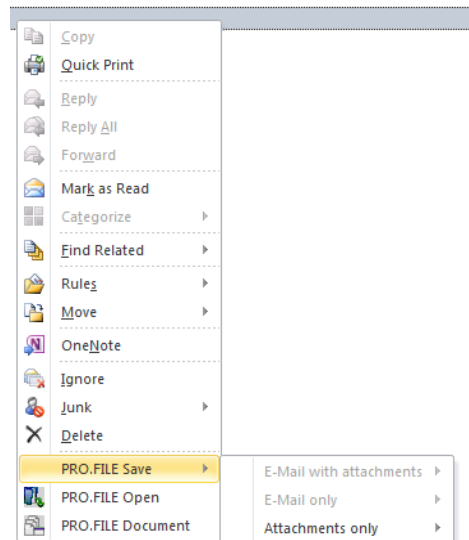 Copy
Quick Print
Reply
Reply All
Forward
Mark as Read
Categorize
Find Related
Rules
Move
OneNote
Ignore
Junk
Delete
PRO.FILE Save
E-Mail with attachments
PRO.FILE Open
E-Mail only
PRO.FILE Document
Attachments only